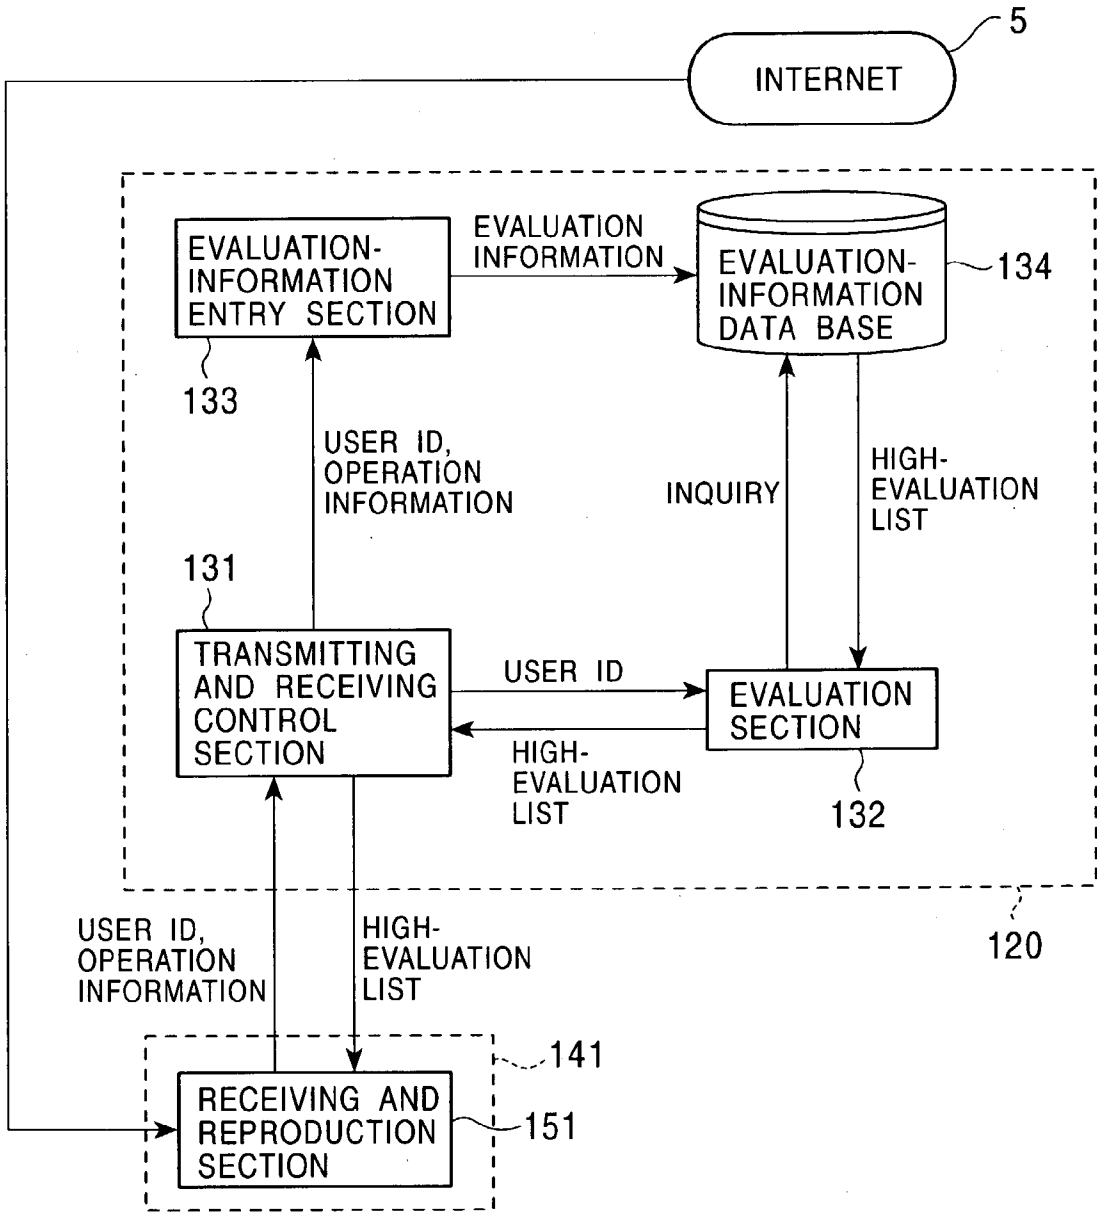 5
INTERNET
EVALUATION-
INFORMATION
ENTRY SECTION
133
EVALUATION
INFORMATION
EVALUATION-
INFORMATION
DATA BASE
134
USER ID,
OPERATION
INFORMATION
INQUIRY
HIGH-
EVALUATION
LIST
131
TRANSMITTING
AND RECEIVING
CONTROL
SECTION
USER ID
HIGH-
EVALUATION
LIST
EVALUATION
SECTION
132
120
USER ID,
OPERATION
INFORMATION
HIGH-
EVALUATION
LIST
141
RECEIVING AND
REPRODUCTION
SECTION
151